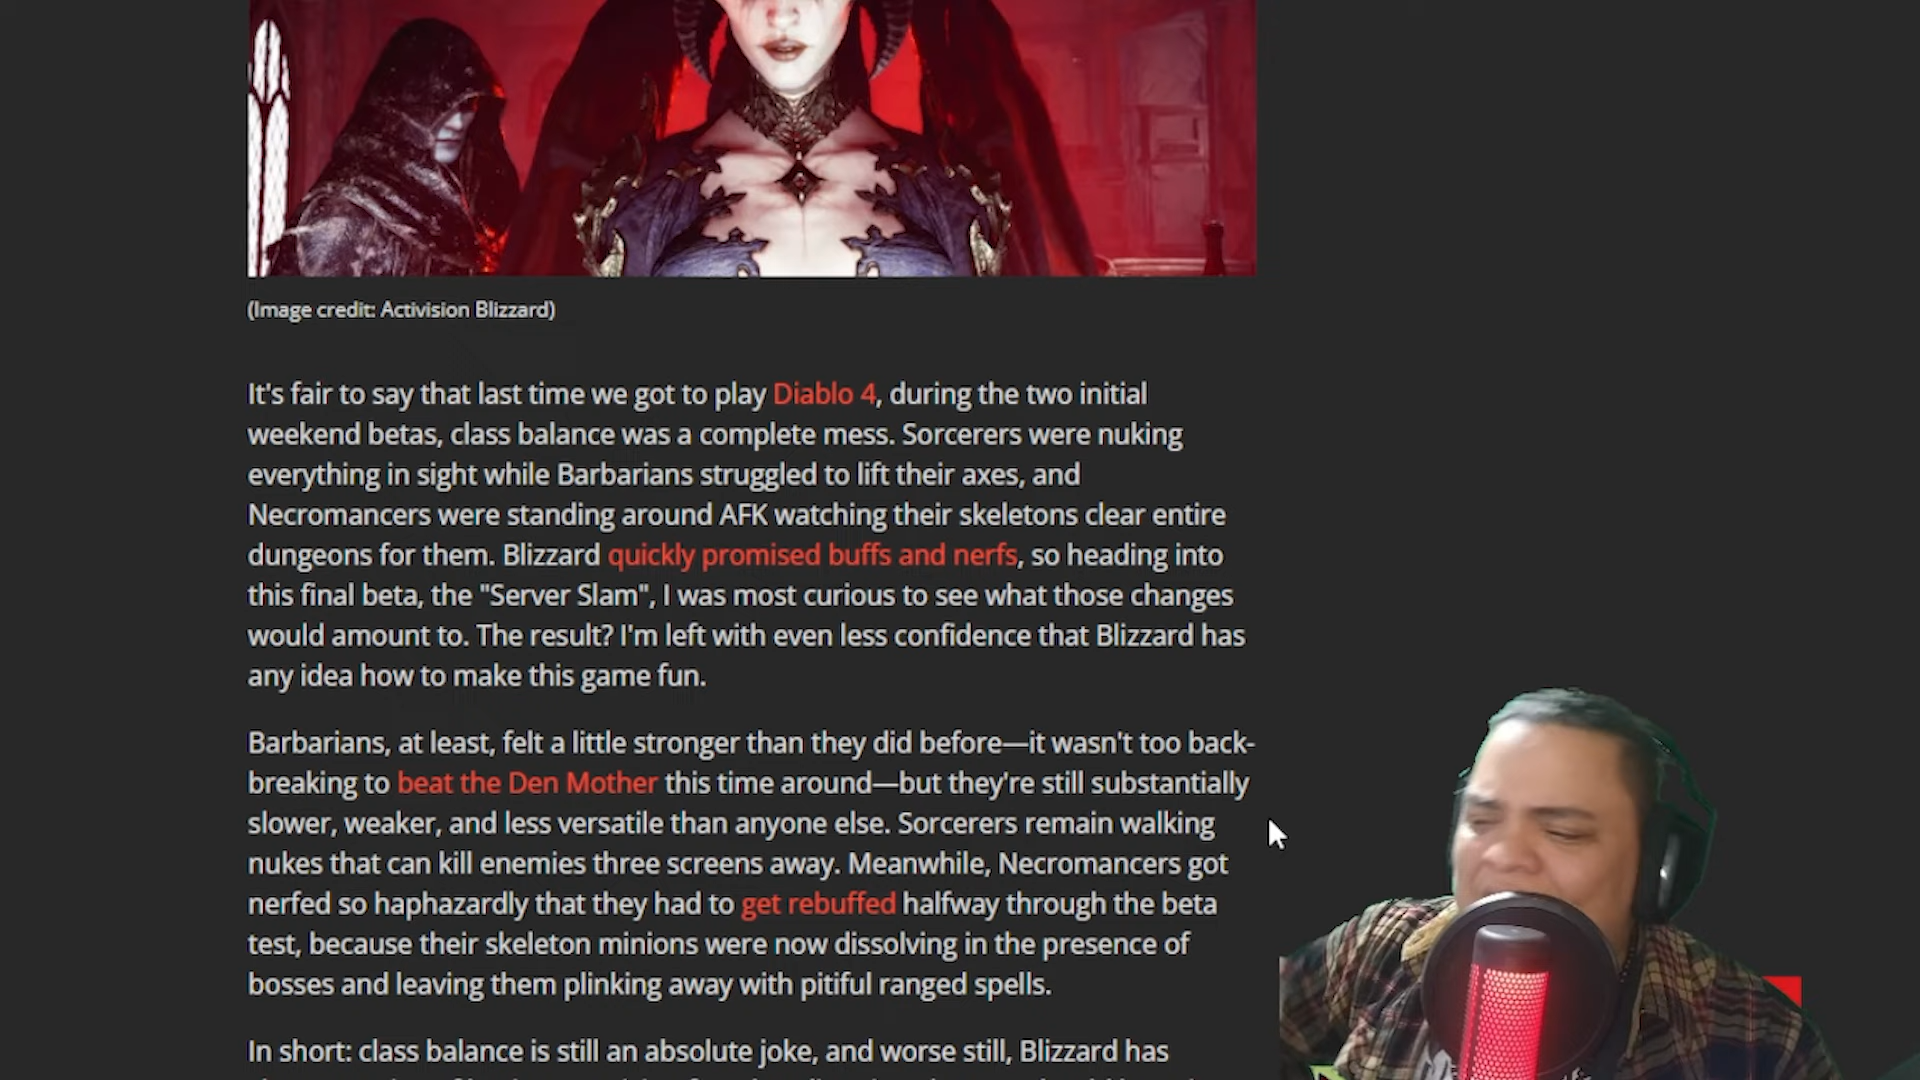 (Image credit: Activision Blizzard)
It's fair to say that last time we got to play Diablo 4, during the two initial
weekend betas, class balance was a complete mess. Sorcerers were nuking
everything in sight while Barbarians struggled to lift their axes, and
Necromancers were standing around AFK watching their skeletons clear entire
dungeons for them. Blizzard quickly promised buffs and nerfs, so heading into
this final beta, the "Server Slam", I was most curious to see what those changes
would amount to. The result? I'm left with even less confidence that Blizzard has
any idea how to make this game fun.
Barbarians, at least, felt a little stronger than they did before—it wasn't too back-
breaking to beat the Den Mother this time around—but they're still substantially
slower, weaker, and less versatile than anyone else. Sorcerers remain walking
nukes that can kill enemies three screens away. Meanwhile, Necromancers got
nerfed so haphazardly that they had to get rebuffed halfway through the beta
test, because their skeleton minions were now dissolving in the presence of
bosses and leaving them plinking away with pitiful ranged spells.
In short: class balance is still an absolute joke, and worse still, Blizzard has